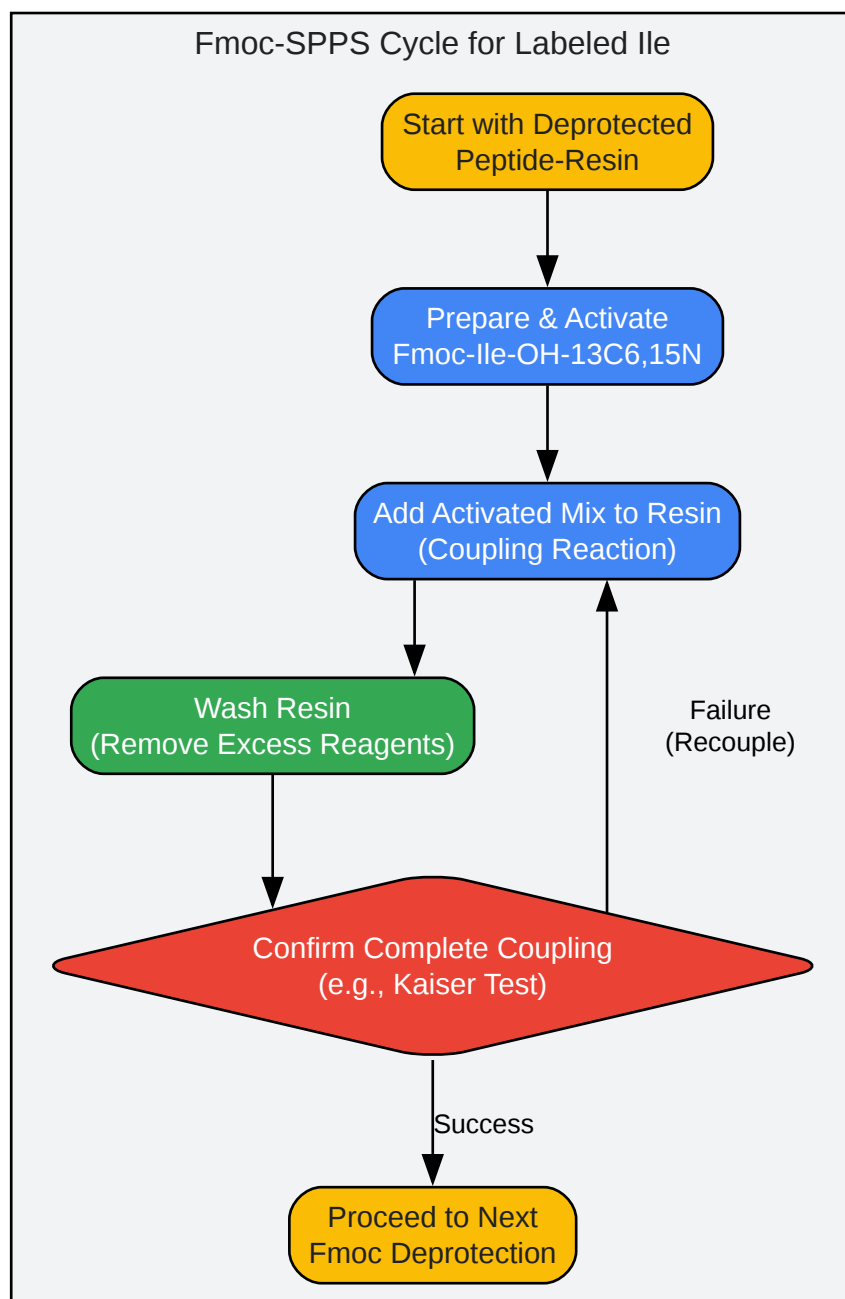 Fmoc-SPPS Cycle for Labeled Ile
Start with Deprotected
Peptide-Resin
Prepare & Activate
Fmoc-Ile-OH-13C6,15N
Add Activated Mix to Resin
(Coupling Reaction)
Wash Resin
(Remove Excess Reagents)
Failure
(Recouple)
Confirm Complete Coupling
(e.g., Kaiser Test)
Success
Proceed to Next
Fmoc Deprotection